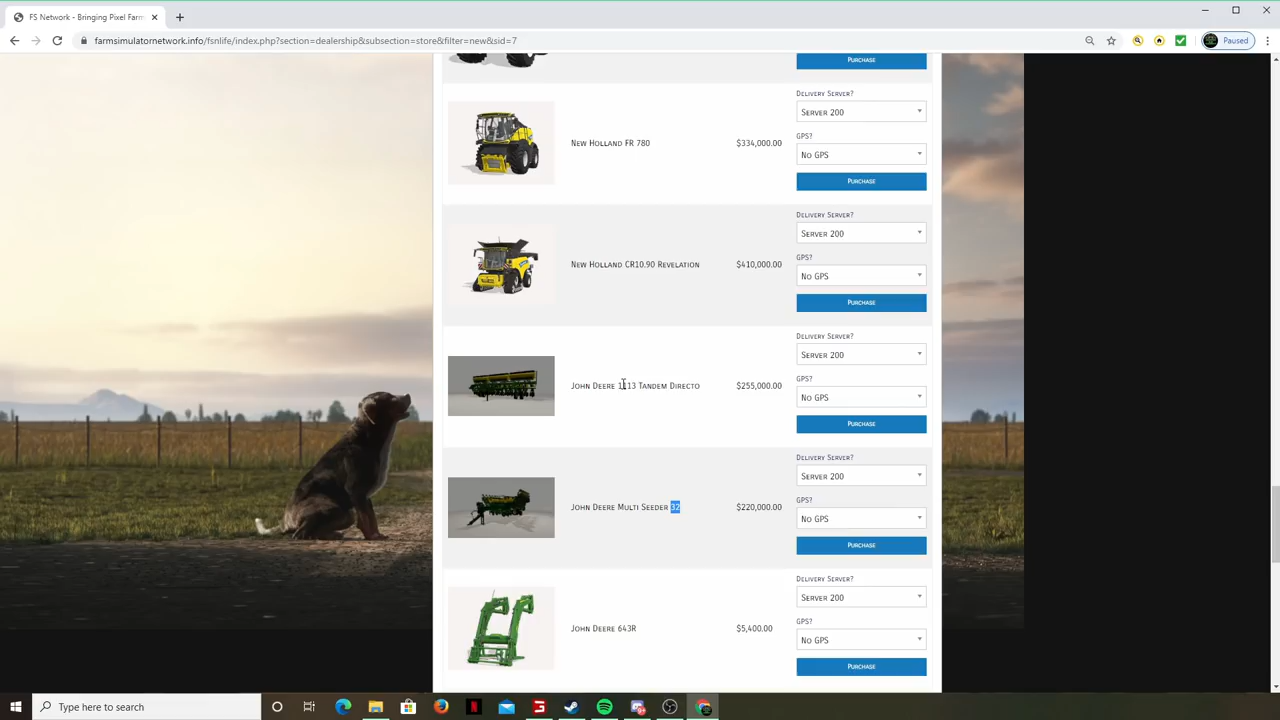 FS Network - Bringing Pixel Farm
farmsimulatornetwork.info/fsnlife/index.php?section=dealership&subsection=store&filter=new&sid=7
Paused
Purchase
Delivery Server?
Server 200
GPS?
New Holland FR 780
$334,000.00
No GPS
Purchase
Delivery Server?
Server 200
GPS?
New Holland CR10.90 Revelation
$410,000.00
No GPS
Purchase
Delivery Server?
Server 200
GPS?
John Deere 1113 Tandem Directo
$255,000.00
No GPS
Purchase
Delivery Server?
Server 200
GPS?
John Deere Multi Seeder 32
$220,000.00
No GPS
Purchase
Delivery Server?
Server 200
GPS?
John Deere 643R
$5,400.00
No GPS
Purchase
Type here to search